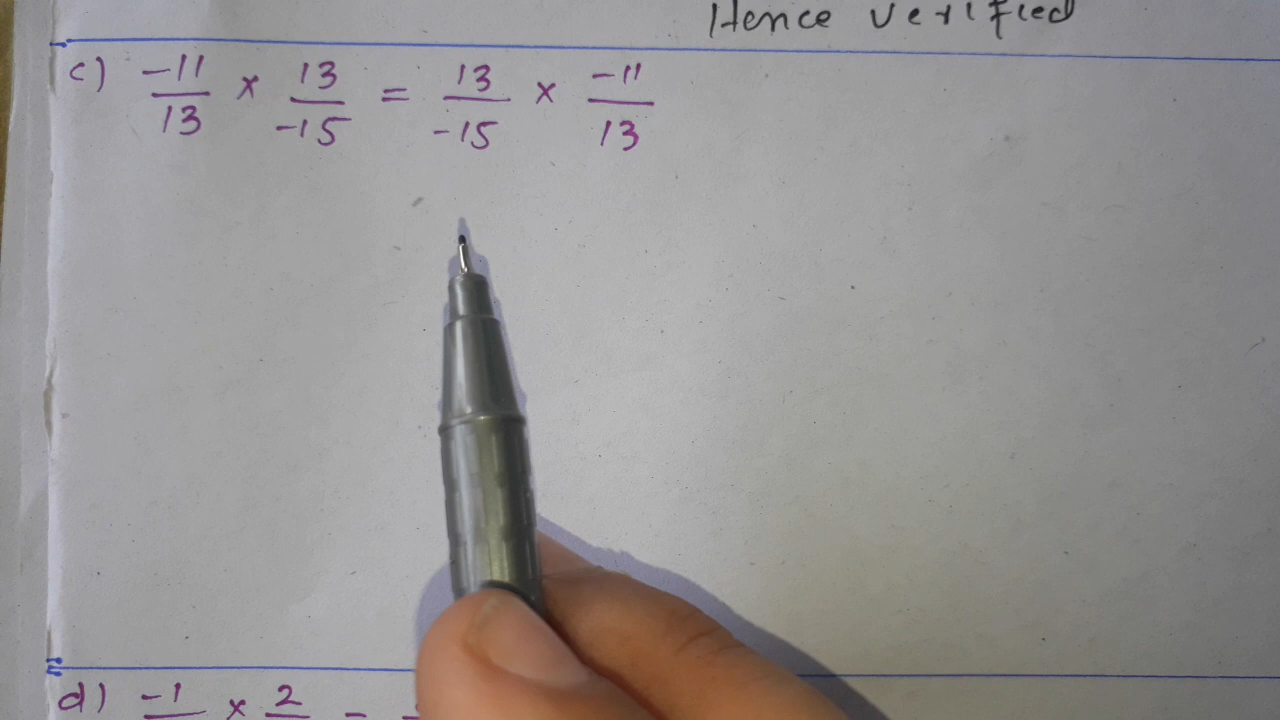 Hence verified
c) -11/13 × 13/-15 = 13/-15 × -11/13
d) -1 × 2 =